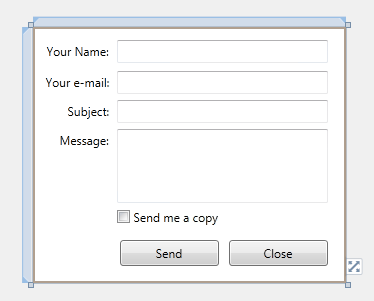 Your Name:
Your e-mail:
Subject:
Message:
Send me a copy
Send Close